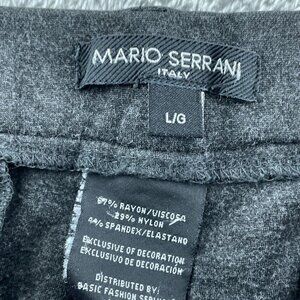 MARIO SERRANI
ITALY
L/G
67% RAYON/VISCOSA
29% NYLON
4% SPANDEX/ELASTANO
EXCLUSIVE OF DECORATION
EXCLUSIVO DE DECORACIÓN
DISTRIBUTED BY:
BASIC FASHION